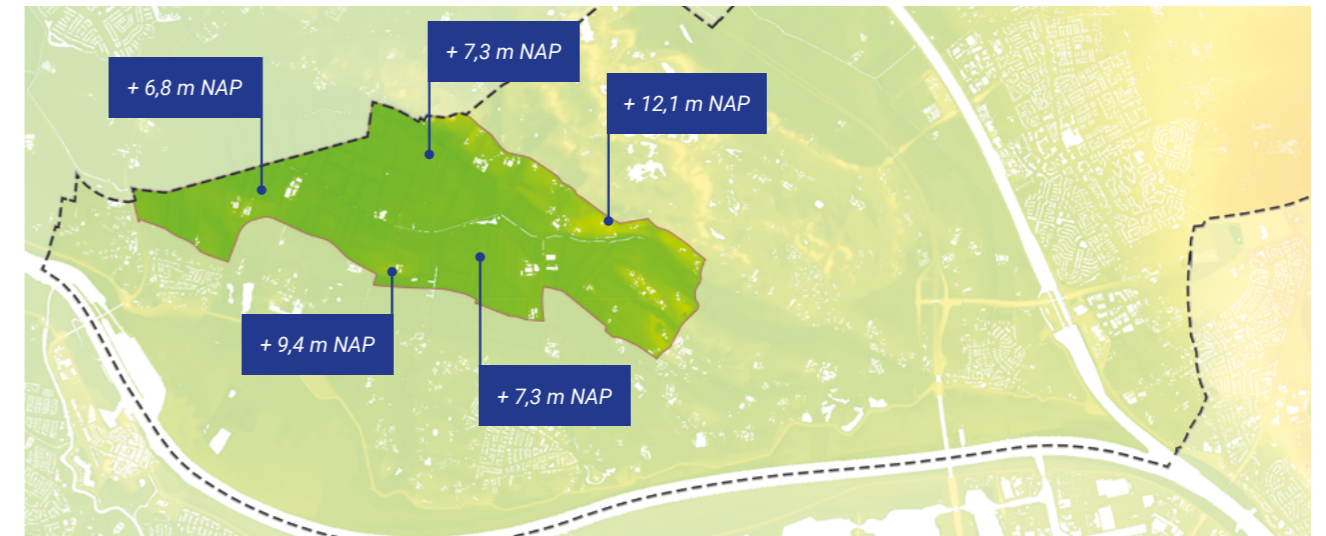 + 7,3 m NAP
+ 6,8 m NAP
+ 12,1 m NAP
+ 9,4 m NAP
+ 7,3 m NAP